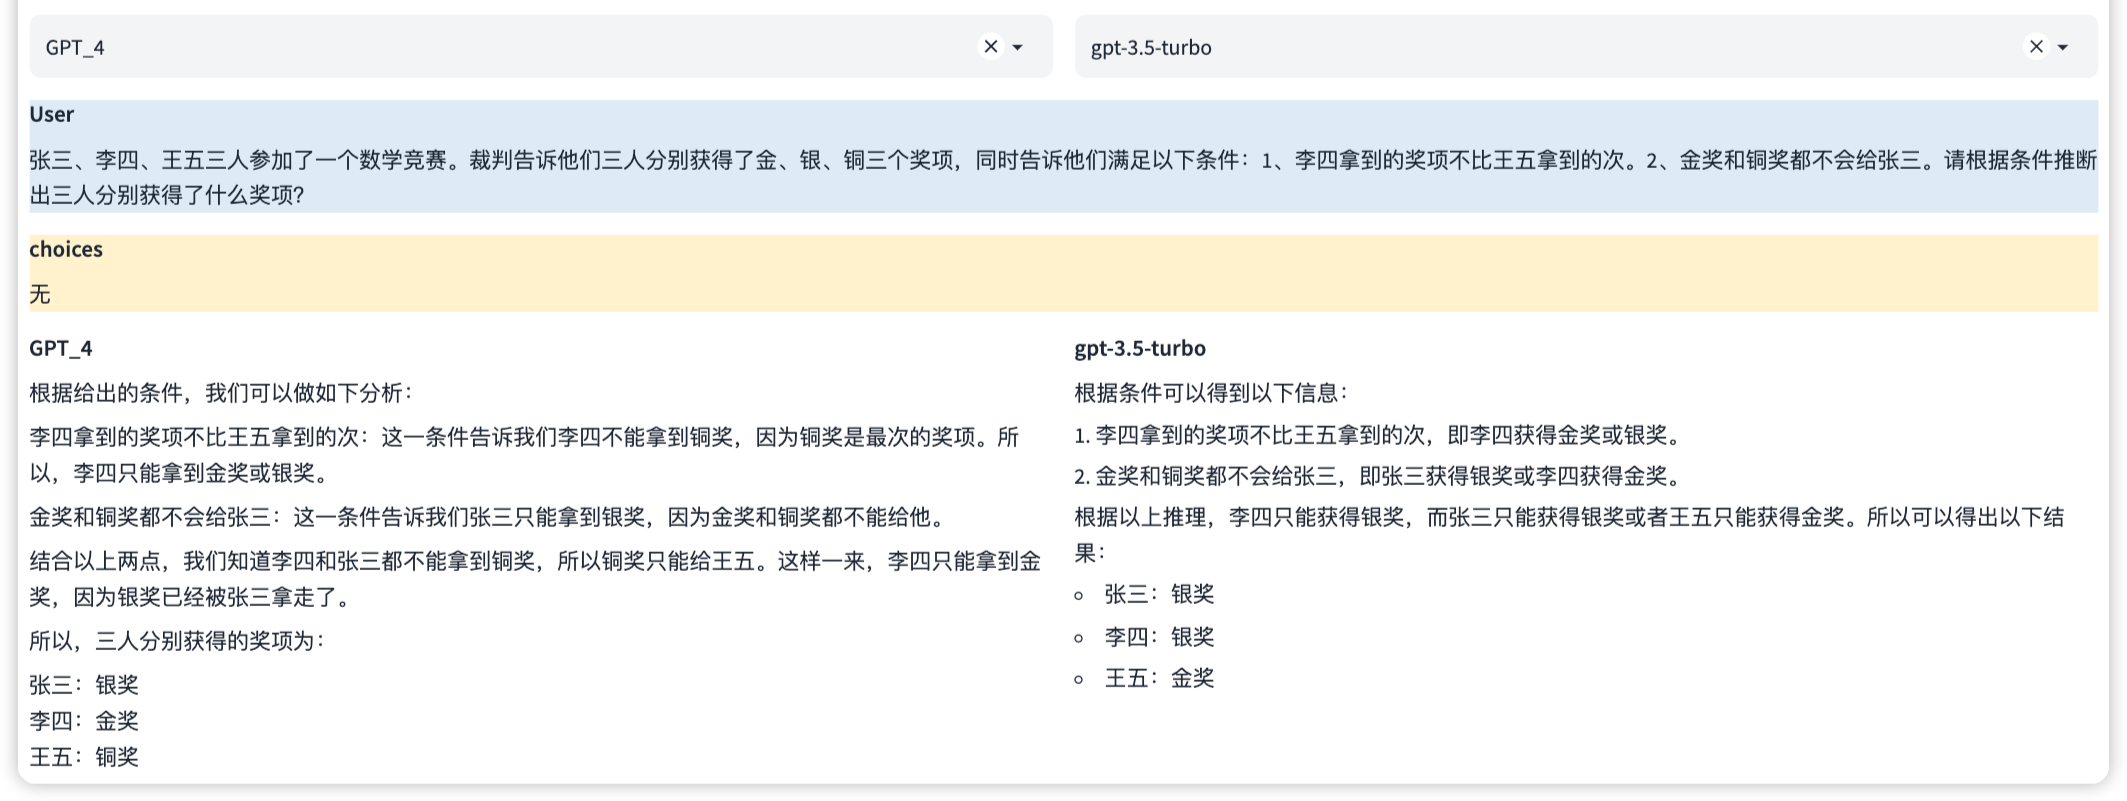 GPT_4
gpt-3.5-turbo
User
张三、李四、王五三人参加了一个数学竞赛。裁判告诉他们三人分别获得了金、银、铜三个奖项，同时告诉他们满足以下条件：1、李四拿到的奖项不比王五拿到的次。2、金奖和铜奖都不会给张三。请根据条件推断
出三人分别获得了什么奖项?
choices
无
GPT_4
根据给出的条件，我们可以做如下分析：
李四拿到的奖项不比王五拿到的次：这一条件告诉我们李四不能拿到铜奖，因为铜奖是最次的奖项。所
以，李四只能拿到金奖或银奖。
金奖和铜奖都不会给张三：这一条件告诉我们张三只能拿到银奖，因为金奖和铜奖都不能给他。
结合以上两点，我们知道李四和张三都不能拿到铜奖，所以铜奖只能给王五。这样一来，李四只能拿到金
奖，因为银奖已经被张三拿走了。
所以，三人分别获得的奖项为：
张三：银奖
李四：金奖
王五：铜奖
gpt-3.5-turbo
根据条件可以得到以下信息：
1. 李四拿到的奖项不比王五拿到的次，即李四获得金奖或银奖。
2. 金奖和铜奖都不会给张三，即张三获得银奖或李四获得金奖。
根据以上推理，李四只能获得银奖，而张三只能获得银奖或者王五只能获得金奖。所以可以得出以下结
果：
◦ 张三：银奖
◦ 李四：银奖
◦ 王五：金奖